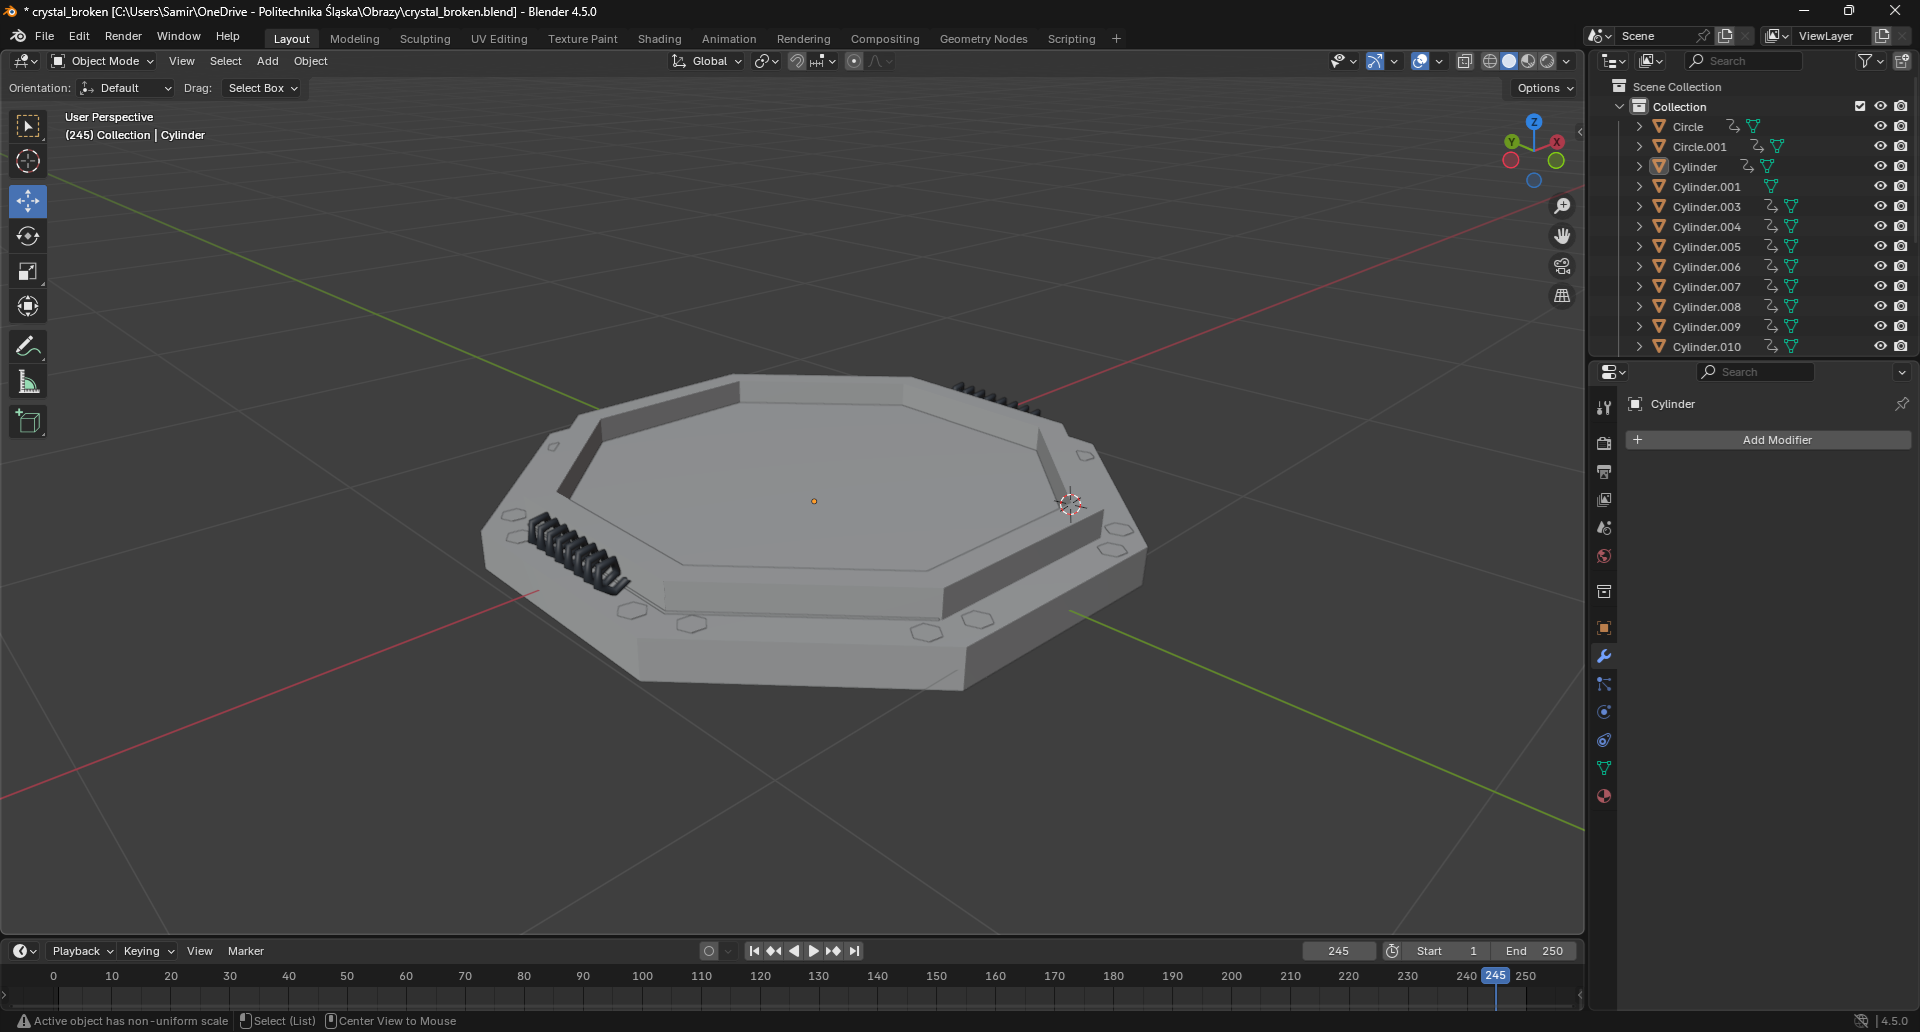 * crystal_broken [C:\Users\Samir\OneDrive - Politechnika Śląska\Obrazy\crystal_broken.blend] - Blender 4.5.0
File Edit Render Window Help Layout Modeling Sculpting UV Editing Texture Paint Shading Animation Rendering Compositing Geometry Nodes Scripting + Scene ViewLayer
Object Mode View Select Add Object Global Search
Orientation: Default Drag: Select Box Options
User Perspective
(245) Collection | Cylinder
Z
Y
X
Scene Collection
Collection
Circle
Circle.001
Cylinder
Cylinder.001
Cylinder.003
Cylinder.004
Cylinder.005
Cylinder.006
Cylinder.007
Cylinder.008
Cylinder.009
Cylinder.010
Search
Cylinder
+ Add Modifier
Playback Keying View Marker 245 Start 1 End 250
0 10 20 30 40 50 60 70 80 90 100 110 120 130 140 150 160 170 180 190 200 210 220 230 240 245 250
Active object has non-uniform scale Select (List) Center View to Mouse 4.5.0